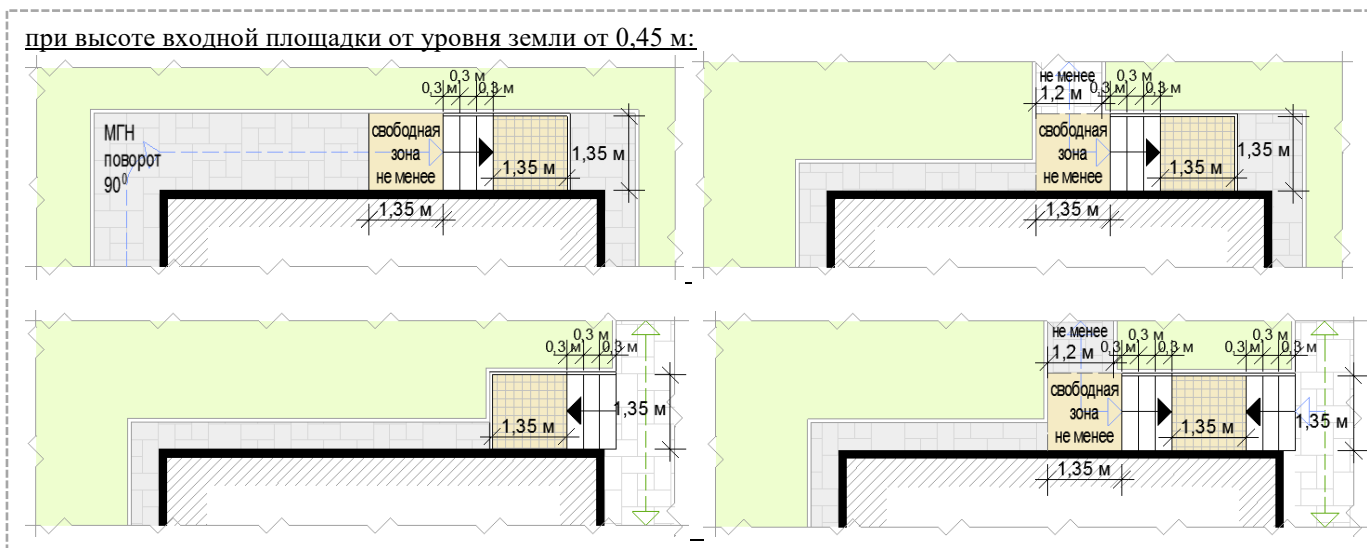 при высоте входной площадки от уровня земли от 0,45 м:
0,3 м
0,3 м 0,3 м
МГН
поворот
90⁰
свободная
зона
не менее
1,35 м
1,35 м
1,35 м
не менее
1,2 м
0,3 м
0,3 м 0,3 м
свободная
зона
не менее
1,35 м
1,35 м
1,35 м
0,3 м
0,3 м 0,3 м
1,35 м
1,35 м
не менее
1,2 м
0,3 м
0,3 м 0,3 м
0,3 м
0,3 м 0,3 м
свободная
зона
не менее
1,35 м
1,35 м
1,35 м